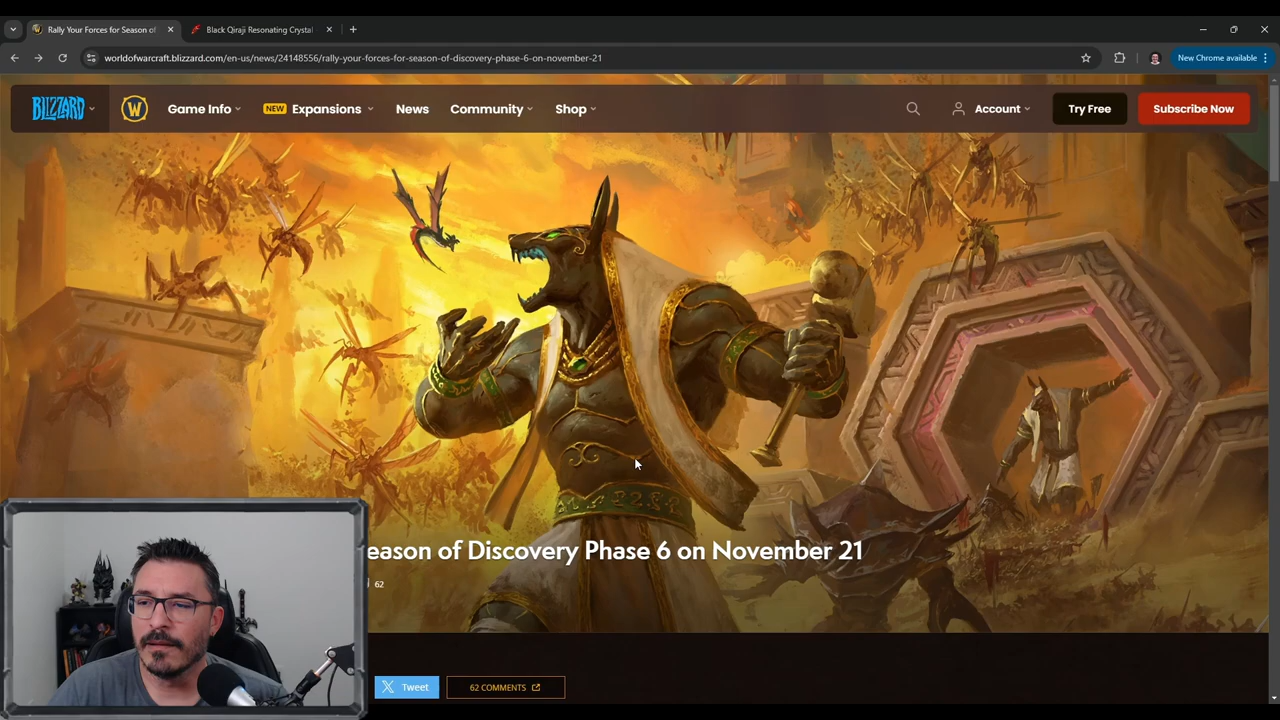 Rally Your Forces for Season of
Black Qiraji Resonating Crystal
worldofwarcraft.blizzard.com/en-us/news/24148556/rally-your-forces-for-season-of-discovery-phase-6-on-november-21
New Chrome available
BLIZZARD
W
Game Info
NEW Expansions
News
Community
Shop
Account
Try Free
Subscribe Now
eason of Discovery Phase 6 on November 21
62
Tweet
62 COMMENTS